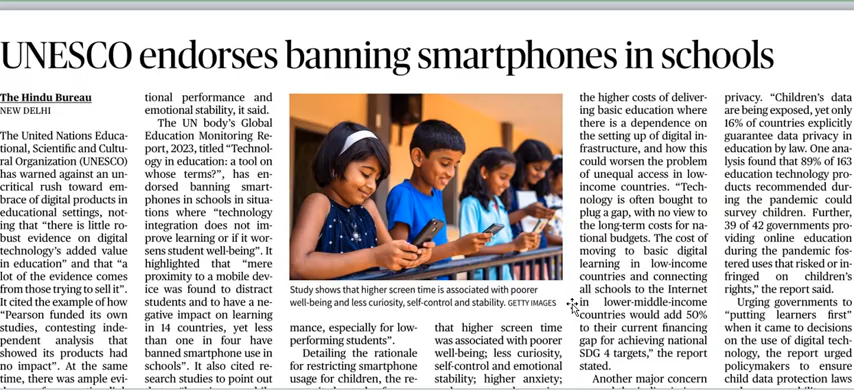 UNESCO endorses banning smartphones in schools
The Hindu Bureau
NEW DELHI
The United Nations Educa-
tional, Scientific and Cultu-
ral Organization (UNESCO)
has warned against an un-
critical rush toward em-
brace of digital products in
educational settings, not-
ing that “there is little ro-
bust evidence on digital
technology’s added value
in education” and that “a
lot of the evidence comes
from those trying to sell it”.
It cited the example of how
“Pearson funded its own
studies, contesting inde-
pendent analysis that
showed its products had
no impact”. At the same
time, there was ample evi-
tional performance and
emotional stability, it said.
The UN body’s Global
Education Monitoring Re-
port, 2023, titled “Technol-
ogy in education: a tool on
whose terms?”, has en-
dorsed banning smart-
phones in schools in situa-
tions where “technology
integration does not im-
prove learning or if it wor-
sens student well-being”. It
highlighted that “mere
proximity to a mobile dev-
ice was found to distract
students and to have a ne-
gative impact on learning
in 14 countries, yet less
than one in four have
banned smartphone use in
schools”. It also cited re-
search studies to point out
Study shows that higher screen time is associated with poorer
well-being and less curiosity, self-control and stability. GETTY IMAGES
mance, especially for low-
performing students”.
Detailing the rationale
for restricting smartphone
usage for children, the re-
that higher screen time
was associated with poorer
well-being; less curiosity,
self-control and emotional
stability; higher anxiety;
the higher costs of deliver-
ing basic education where
there is a dependence on
the setting up of digital in-
frastructure, and how this
could worsen the problem
of unequal access in low-
income countries. “Tech-
nology is often bought to
plug a gap, with no view to
the long-term costs for na-
tional budgets. The cost of
moving to basic digital
learning in low-income
countries and connecting
all schools to the Internet
in lower-middle-income
countries would add 50%
to their current financing
gap for achieving national
SDG 4 targets,” the report
stated.
Another major concern
privacy. “Children’s data
are being exposed, yet only
16% of countries explicitly
guarantee data privacy in
education by law. One ana-
lysis found that 89% of 163
education technology pro-
ducts recommended dur-
ing the pandemic could
survey children. Further,
39 of 42 governments pro-
viding online education
during the pandemic fos-
tered uses that risked or in-
fringed on children’s
rights,” the report said.
Urging governments to
“putting learners first”
when it came to decisions
on the use of digital tech-
nology, the report urged
policymakers to ensure
child data protection laws